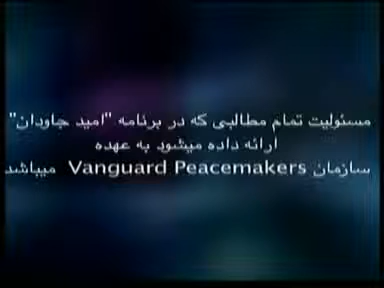 مسئولیت تمام مطالبی که در برنامه "امید جاودان"
ارائه داده میشود به عهده
سازمان Vanguard Peacemakers میباشد